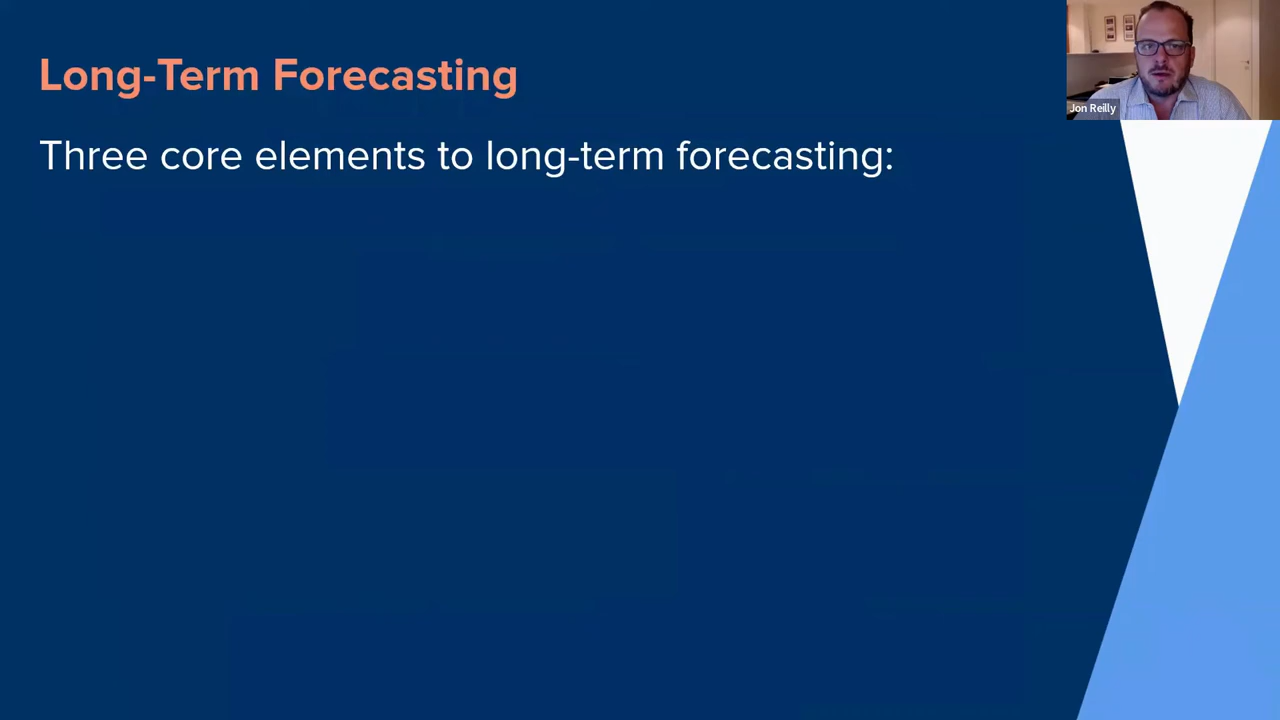 Long-Term Forecasting
Three core elements to long-term forecasting:
Jon Reilly